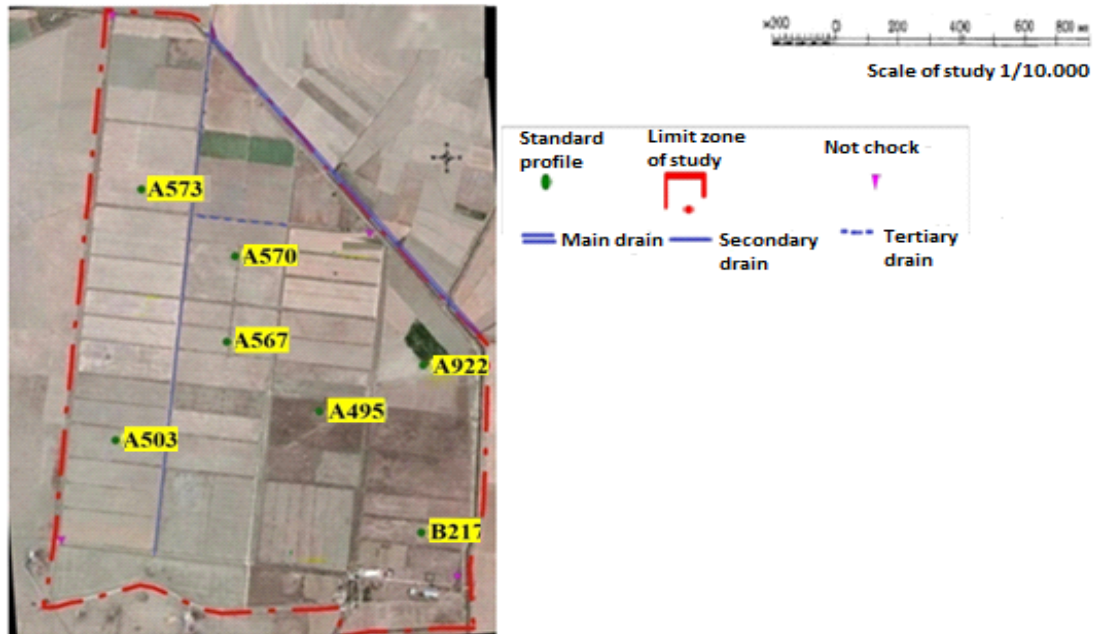 ×200 0 200 400 600 800 m
Scale of study 1/10.000
Standard profile
Limit zone of study
Not chock
Main drain
Secondary drain
Tertiary drain
A573
A570
A567
A922
A495
A503
B217